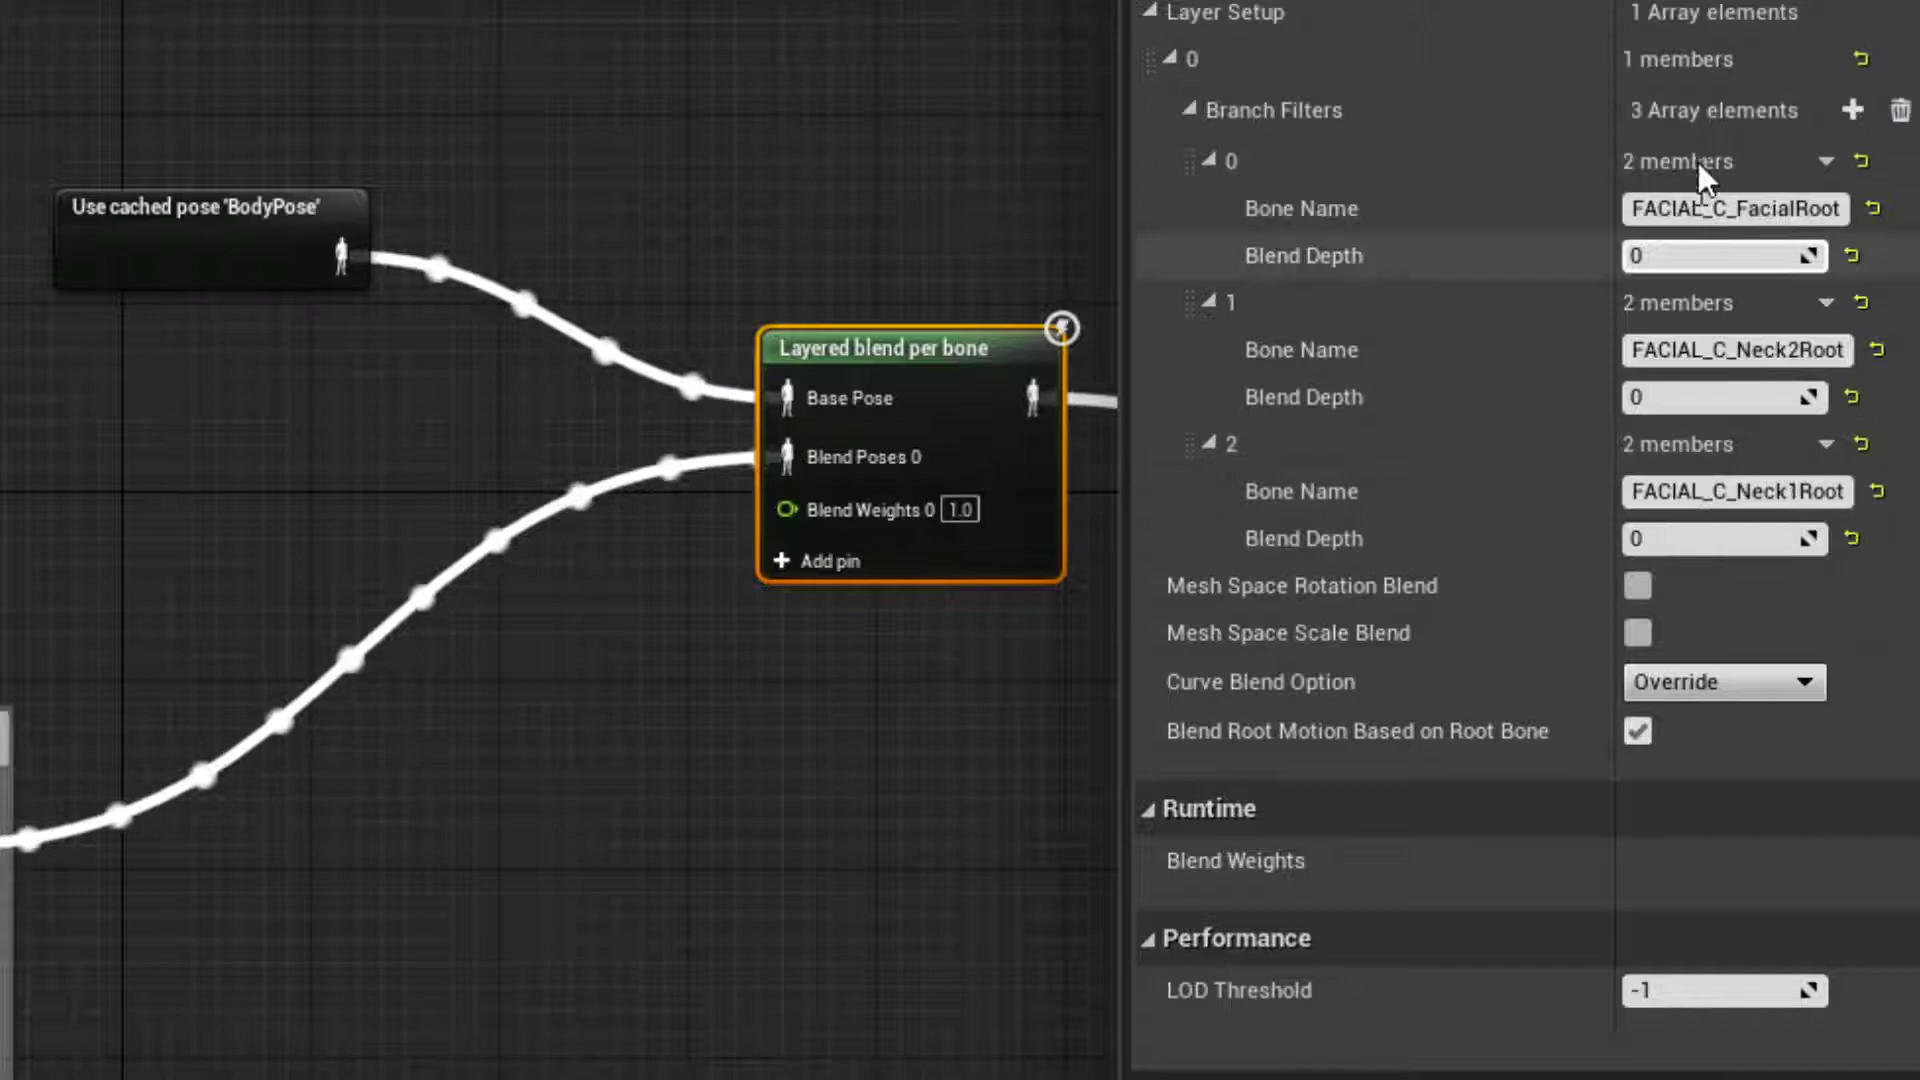 Use cached pose 'BodyPose'
Layered blend per bone
Base Pose
Blend Poses 0
Blend Weights 0 1.0
Add pin
Layer Setup 1 Array elements
0 1 members
Branch Filters 3 Array elements
0 2 members
Bone Name FACIAL_C_FacialRoot
Blend Depth 0
1 2 members
Bone Name FACIAL_C_Neck2Root
Blend Depth 0
2 2 members
Bone Name FACIAL_C_Neck1Root
Blend Depth 0
Mesh Space Rotation Blend
Mesh Space Scale Blend
Curve Blend Option Override
Blend Root Motion Based on Root Bone
Runtime
Blend Weights
Performance
LOD Threshold -1